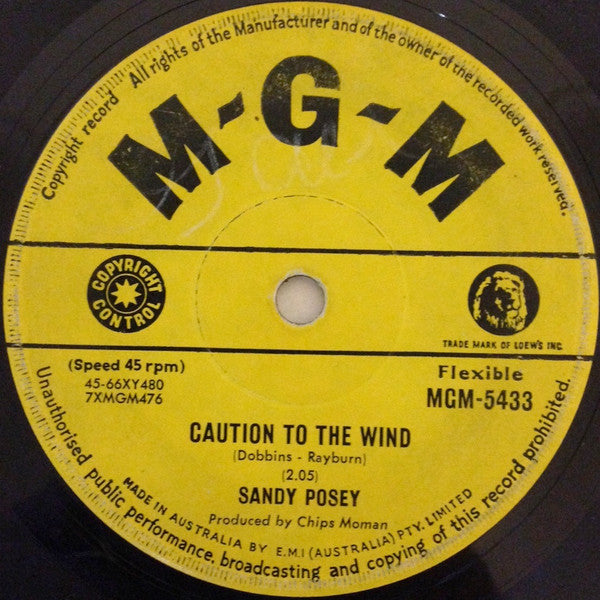 Copyright record All rights of the Manufacturer and of the owner of the recorded work reserved.
M-G-M
COPYRIGHT
CONTROL
TRADE MARK OF LOEW'S INC.
(Speed 45 rpm)
45-66XY480
7XMGM476
Flexible
MGM-5433
CAUTION TO THE WIND
(Dobbins - Rayburn)
(2.05)
SANDY POSEY
Produced by Chips Moman
MADE IN AUSTRALIA BY E.M.I (AUSTRALIA) PTY. LIMITED
Unauthorised public performance, broadcasting and copying of this record prohibited.